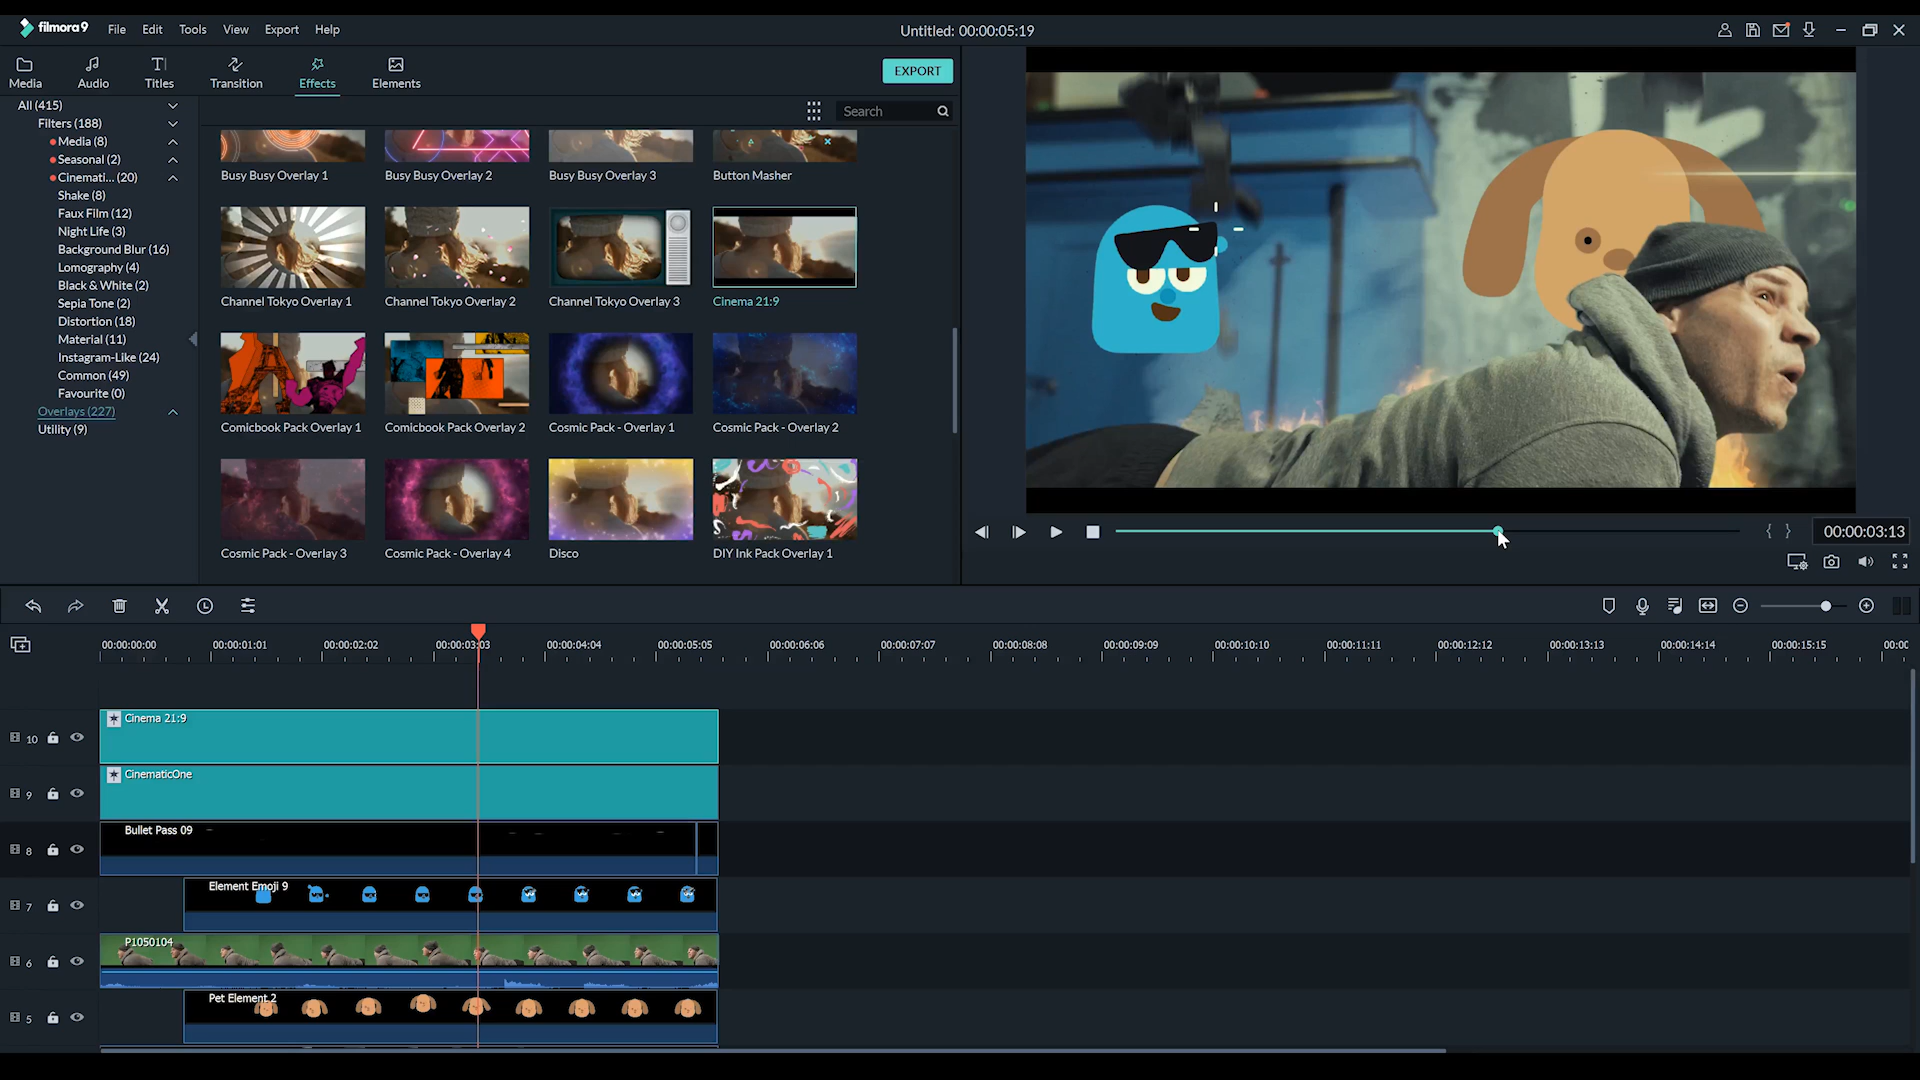 filmora9
File
Edit
Tools
View
Export
Help
Untitled: 00:00:05:19
Media
Audio
Titles
Transition
Effects
Elements
EXPORT
All (415)
Filters (188)
Media (8)
Seasonal (2)
Cinemati... (20)
Shake (8)
Faux Film (12)
Night Life (3)
Background Blur (16)
Lomography (4)
Black & White (2)
Sepia Tone (2)
Distortion (18)
Material (11)
Instagram-Like (24)
Common (49)
Favourite (0)
Overlays (227)
Utility (9)
Search
Busy Busy Overlay 1
Busy Busy Overlay 2
Busy Busy Overlay 3
Button Masher
Channel Tokyo Overlay 1
Channel Tokyo Overlay 2
Channel Tokyo Overlay 3
Cinema 21:9
Comicbook Pack Overlay 1
Comicbook Pack Overlay 2
Cosmic Pack - Overlay 1
Cosmic Pack - Overlay 2
Cosmic Pack - Overlay 3
Cosmic Pack - Overlay 4
Disco
DIY Ink Pack Overlay 1
{ }
00:00:03:13
00:00:00:00
00:00:01:01
00:00:02:02
00:00:03:03
00:00:04:04
00:00:05:05
00:00:06:06
00:00:07:07
00:00:08:08
00:00:09:09
00:00:10:10
00:00:11:11
00:00:12:12
00:00:13:13
00:00:14:14
00:00:15:15
00:00
10
Cinema 21:9
9
CinematicOne
8
Bullet Pass 09
7
Element Emoji 9
6
P1050104
5
Pet Element 2